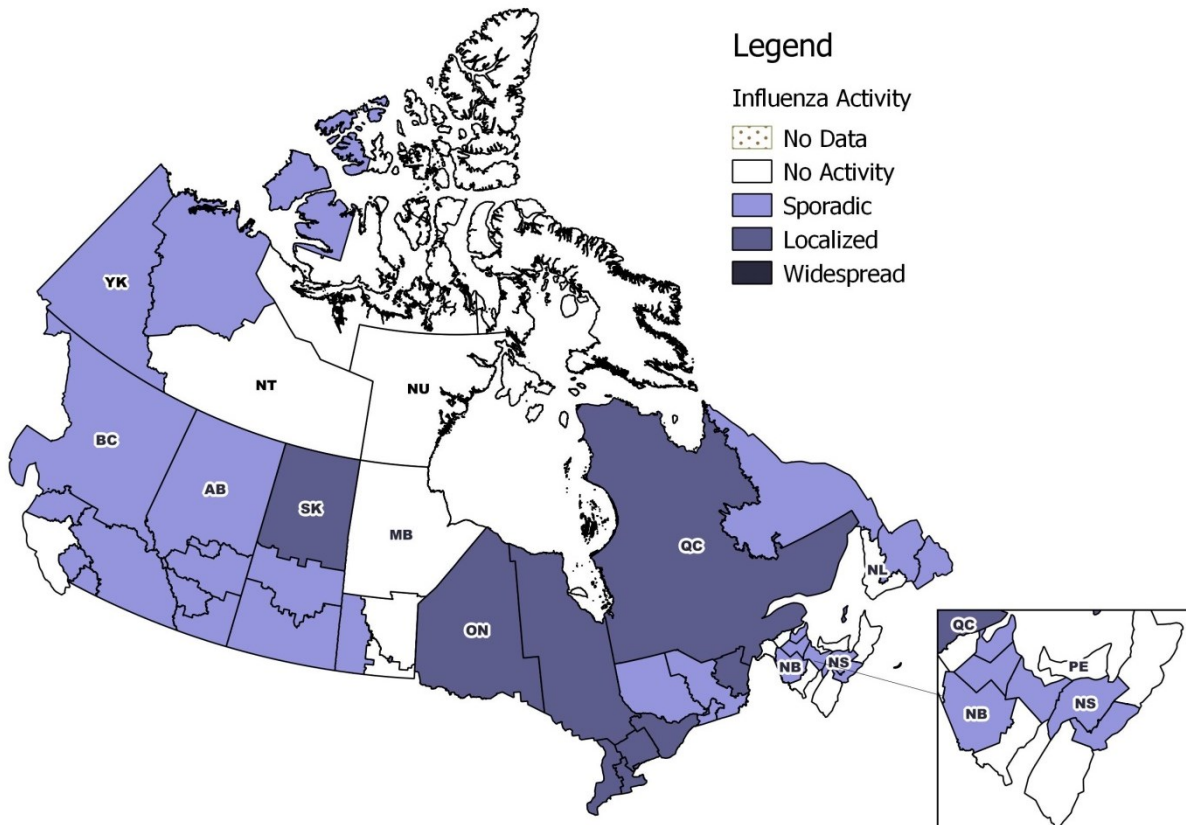 Legend
Influenza Activity
No Data
No Activity
Sporadic
Localized
Widespread
YK
NT
NU
BC
AB
SK
MB
QC
NL
ON
NB
NS
QC
PE
NB
NS